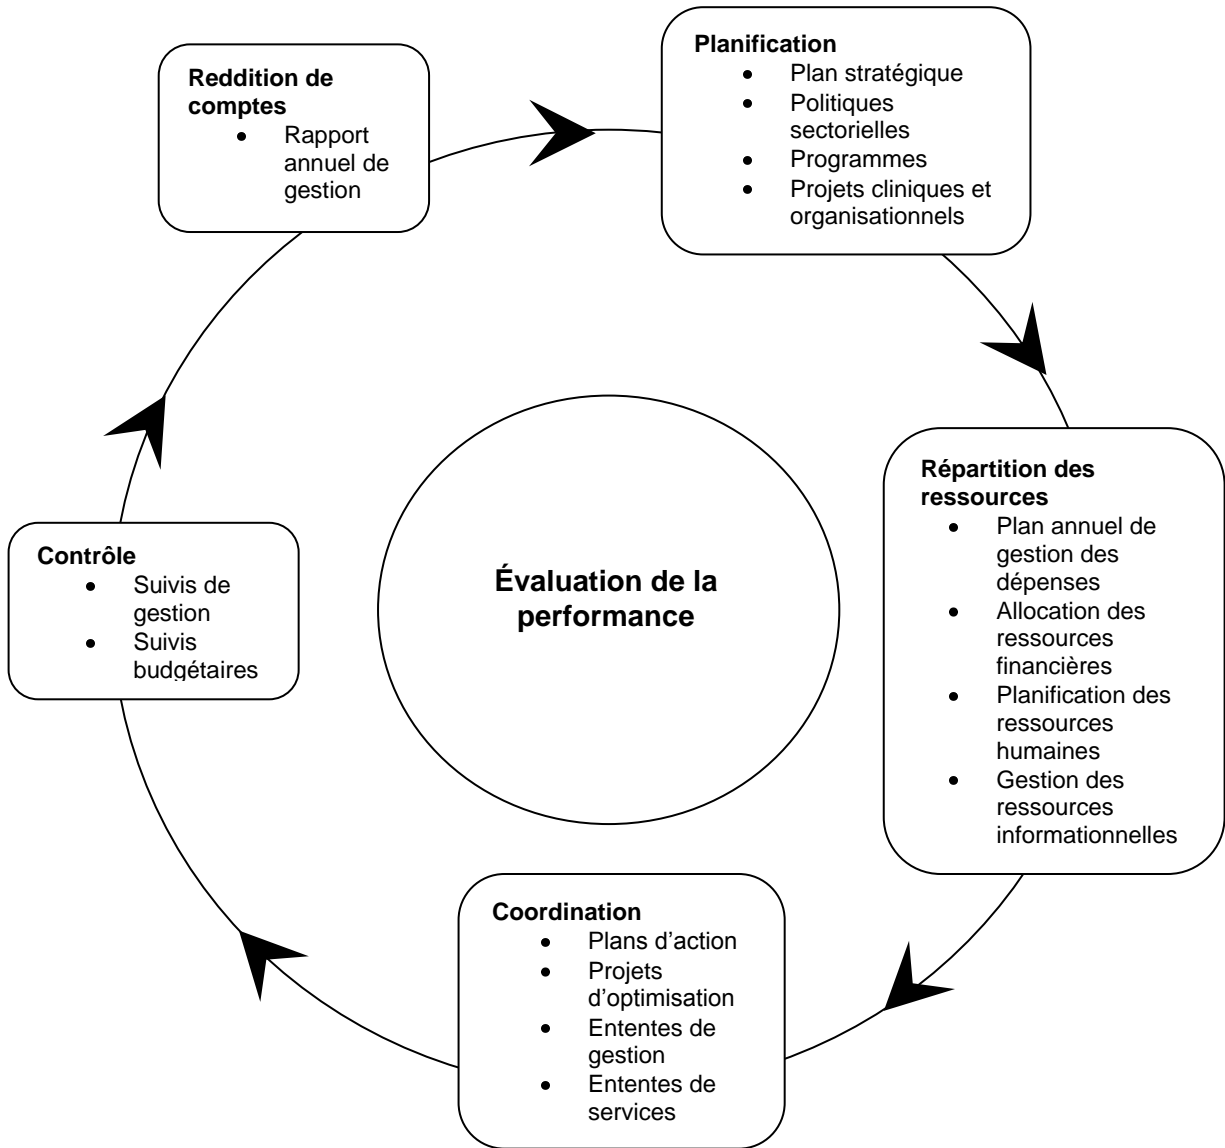 Planification
• Plan stratégique
• Politiques
sectorielles
• Programmes
• Projets cliniques et
organisationnels
Reddition de
comptes
• Rapport
annuel de
gestion
Répartition des
ressources
• Plan annuel de
gestion des
dépenses
• Allocation des
ressources
financières
• Planification des
ressources
humaines
• Gestion des
ressources
informationnelles
Contrôle
• Suivis de
gestion
• Suivis
budgétaires
Évaluation de la
performance
Coordination
• Plans d’action
• Projets
d’optimisation
• Ententes de
gestion
• Ententes de
services